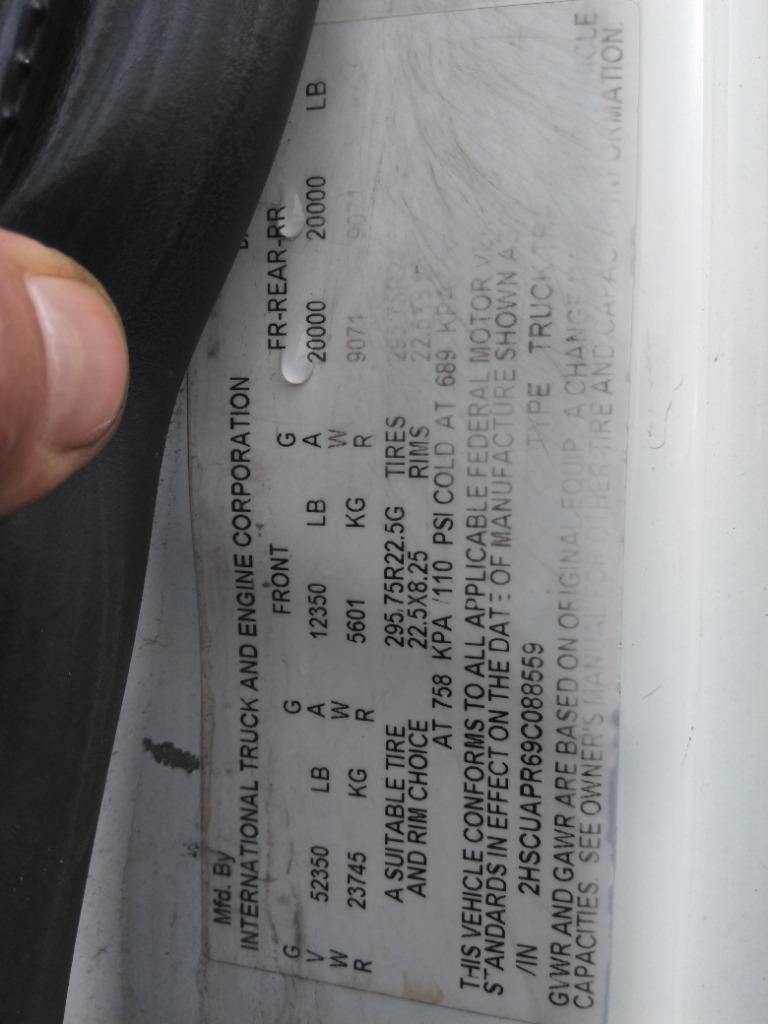 Mfd. By
INTERNATIONAL TRUCK AND ENGINE CORPORATION
G FRONT G FR-REAR-RR
V 52350 LB A 12350 LB A 20000 20000 LB
W 23745 KG W 5601 KG W 9071 9071
R R R
A SUITABLE TIRE 295,75R22.5G TIRES
AND RIM CHOICE 22.5X8.25 RIMS
AT 758 KPA /110 PSI COLD AT 689 KPA
THIS VEHICLE CONFORMS TO ALL APPLICABLE FEDERAL MOTOR
STANDARDS IN EFFECT ON THE DATE OF MANUFACTURE SHOWN
VIN 2HSCUAPR69C088559 TYPE TRUCK
GVWR AND GAWR ARE BASED ON ORIGINAL EQUIP. A CHANGE
CAPACITIES. SEE OWNER'S MANUAL FOR OTHER TIRE AND INFORMATION.